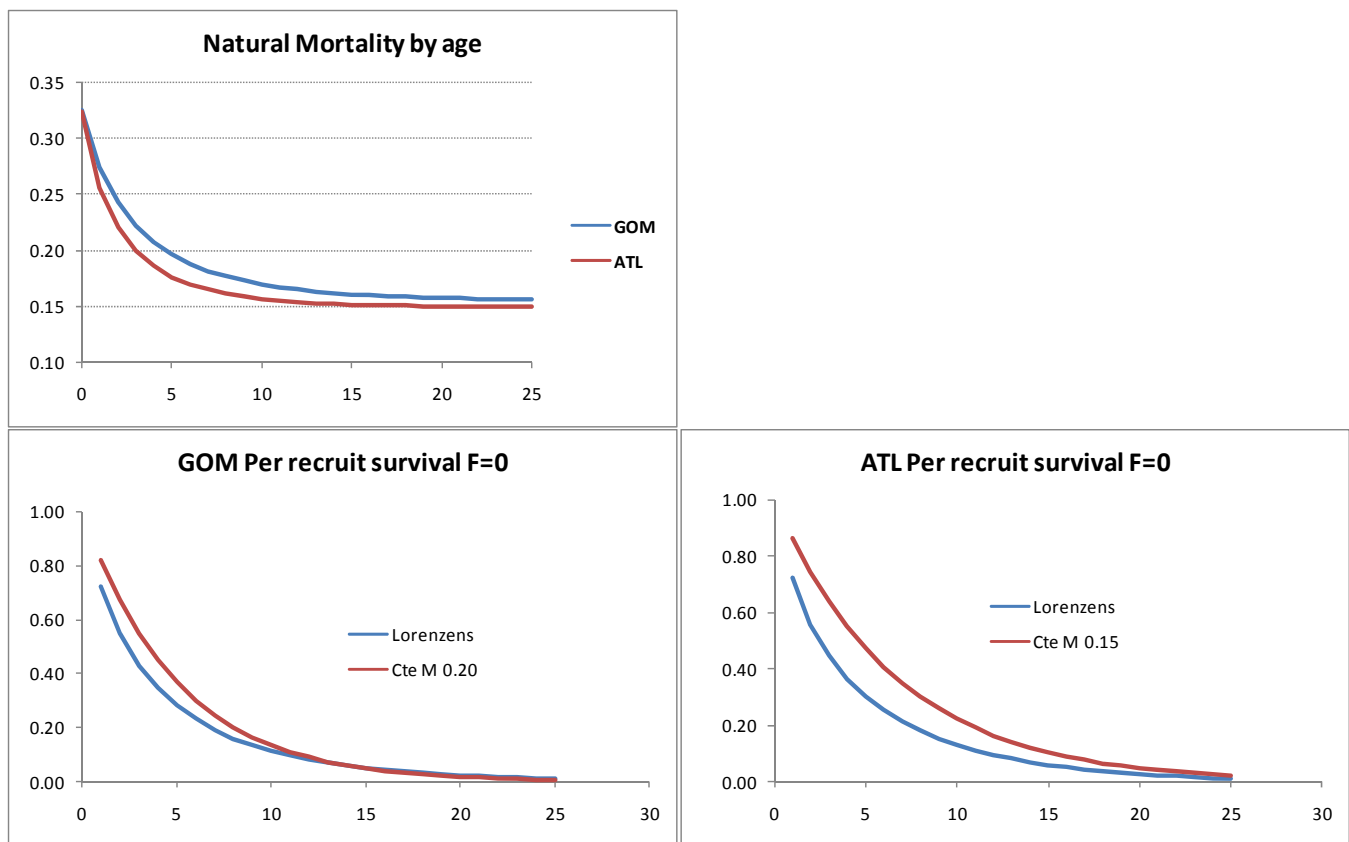 Natural Mortality by age
0.35
0.30
0.25
0.20
0.15
0.10
0 5 10 15 20 25
GOM
ATL
GOM Per recruit survival F=0
1.00
0.80
0.60
0.40
0.20
0.00
0 5 10 15 20 25 30
Lorenzens
Cte M 0.20
ATL Per recruit survival F=0
1.00
0.80
0.60
0.40
0.20
0.00
0 5 10 15 20 25 30
Lorenzens
Cte M 0.15